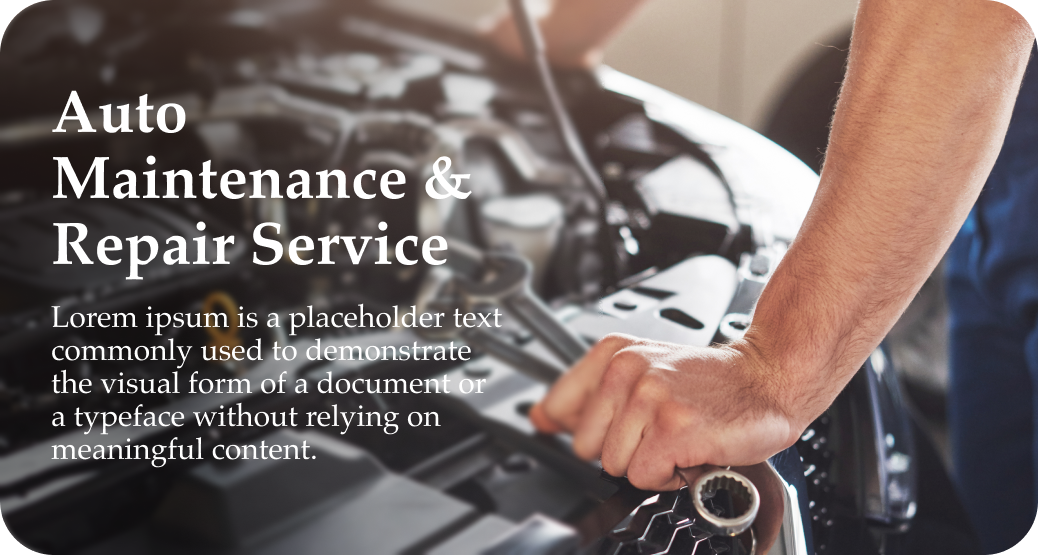 Auto
Maintenance &
Repair Service
Lorem ipsum is a placeholder text
commonly used to demonstrate
the visual form of a document or
a typeface without relying on
meaningful content.